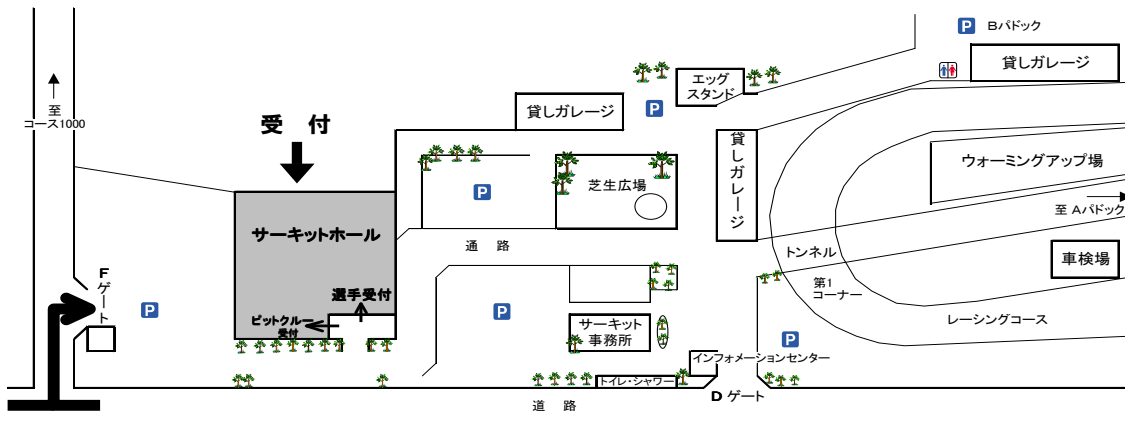 P Bパドック
貸しガレージ
エッグ
スタンド
至
コース1000
受 付
貸しガレージ
P
貸しガレージ
ウォーミングアップ場
芝生広場
P
至 Aパドック
サーキットホール
通 路
トンネル
車検場
Fゲート
第1
コーナー
選手受付
ピットクルー
受付
P
P
サーキット
事務所
レーシングコース
P
インフォメーションセンター
トイレ・シャワー
D ゲート
道 路